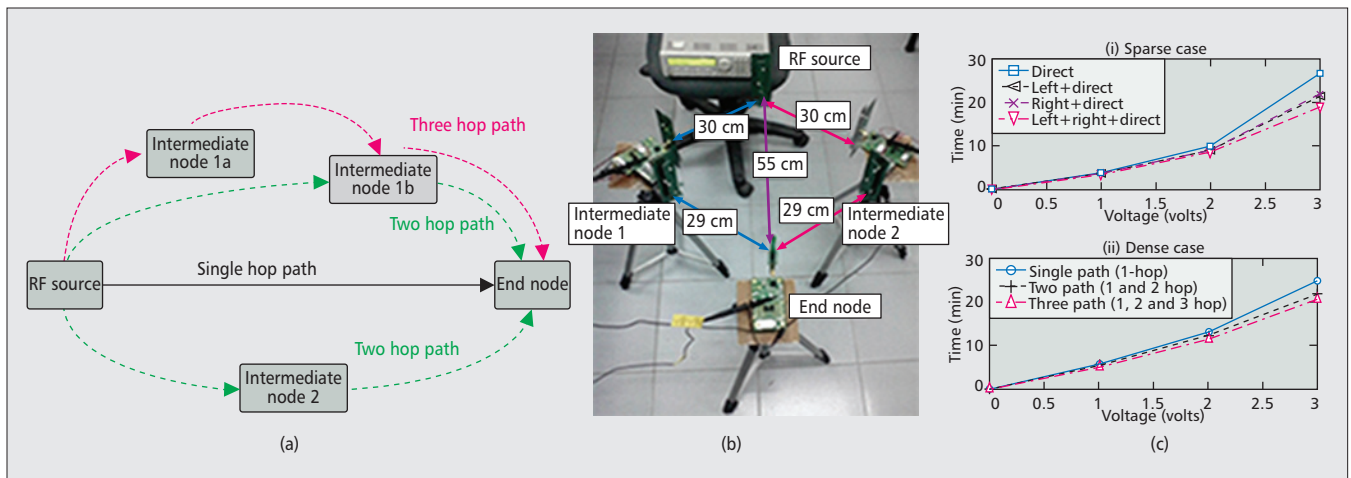 Three hop path
Intermediate
node 1a
Intermediate
node 1b
Two hop path
Single hop path
RF source
End node
Two hop path
Intermediate
node 2
(a)
RF source
30 cm
30 cm
55 cm
Intermediate
node 1
29 cm
29 cm
Intermediate
node 2
End node
(b)
(i) Sparse case
30
20
10
0
Time (min)
Direct
Left+direct
Right+direct
Left+right+direct
0 0.5 1 1.5 2 2.5 3
Voltage (volts)
(ii) Dense case
30
20
10
0
Time (min)
Single path (1-hop)
Two path (1 and 2 hop)
Three path (1, 2 and 3 hop)
0 0.5 1 1.5 2 2.5 3
Voltage (volts)
(c)